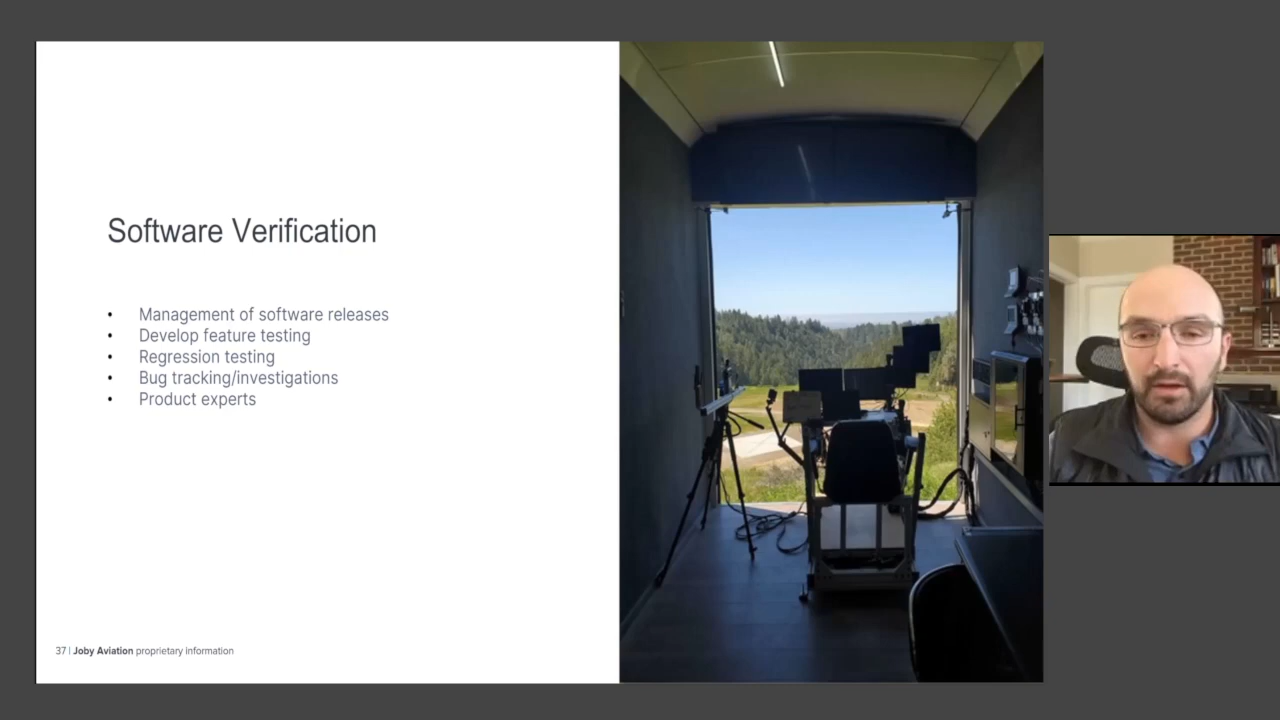 Software Verification
• Management of software releases
• Develop feature testing
• Regression testing
• Bug tracking/investigations
• Product experts
37 | Joby Aviation proprietary information